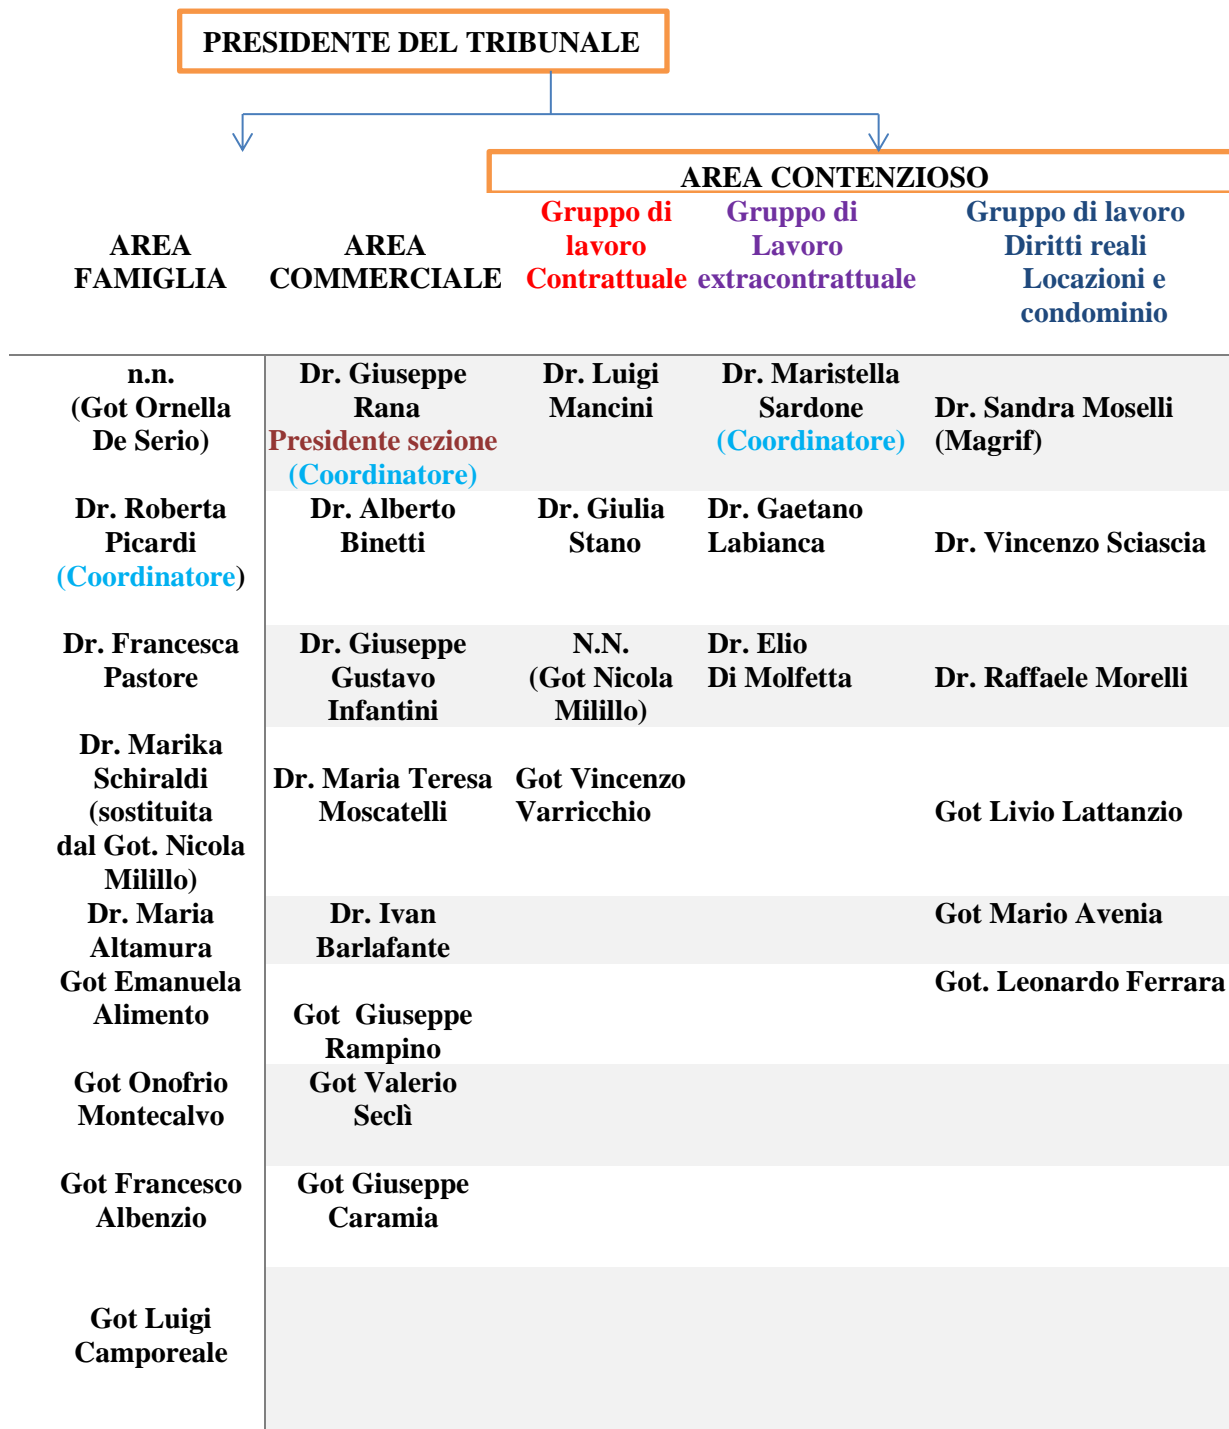 PRESIDENTE DEL TRIBUNALE
AREA CONTENZIOSO
AREA
FAMIGLIA
AREA
COMMERCIALE
Gruppo di
lavoro
Contrattuale
Gruppo di
Lavoro
extracontrattuale
Gruppo di lavoro
Diritti reali
Locazioni e
condominio
n.n.
(Got Ornella
De Serio)
Dr. Giuseppe
Rana
Presidente sezione
(Coordinatore)
Dr. Luigi
Mancini
Dr. Maristella
Sardone
(Coordinatore)
Dr. Sandra Moselli
(Magrif)
Dr. Roberta
Picardi
(Coordinatore)
Dr. Alberto
Binetti
Dr. Giulia
Stano
Dr. Gaetano
Labianca
Dr. Vincenzo Sciascia
Dr. Francesca
Pastore
Dr. Giuseppe
Gustavo
Infantini
N.N.
(Got Nicola
Milillo)
Dr. Elio
Di Molfetta
Dr. Raffaele Morelli
Dr. Marika
Schiraldi
(sostituita
dal Got. Nicola
Milillo)
Dr. Maria Teresa
Moscatelli
Got Vincenzo
Varricchio
Got Livio Lattanzio
Dr. Maria
Altamura
Dr. Ivan
Barlafante
Got Mario Avenia
Got Emanuela
Alimento
Got  Giuseppe
Rampino
Got. Leonardo Ferrara
Got Onofrio
Montecalvo
Got Valerio
Seclì
Got Francesco
Albenzio
Got Giuseppe
Caramia
Got Luigi
Camporeale